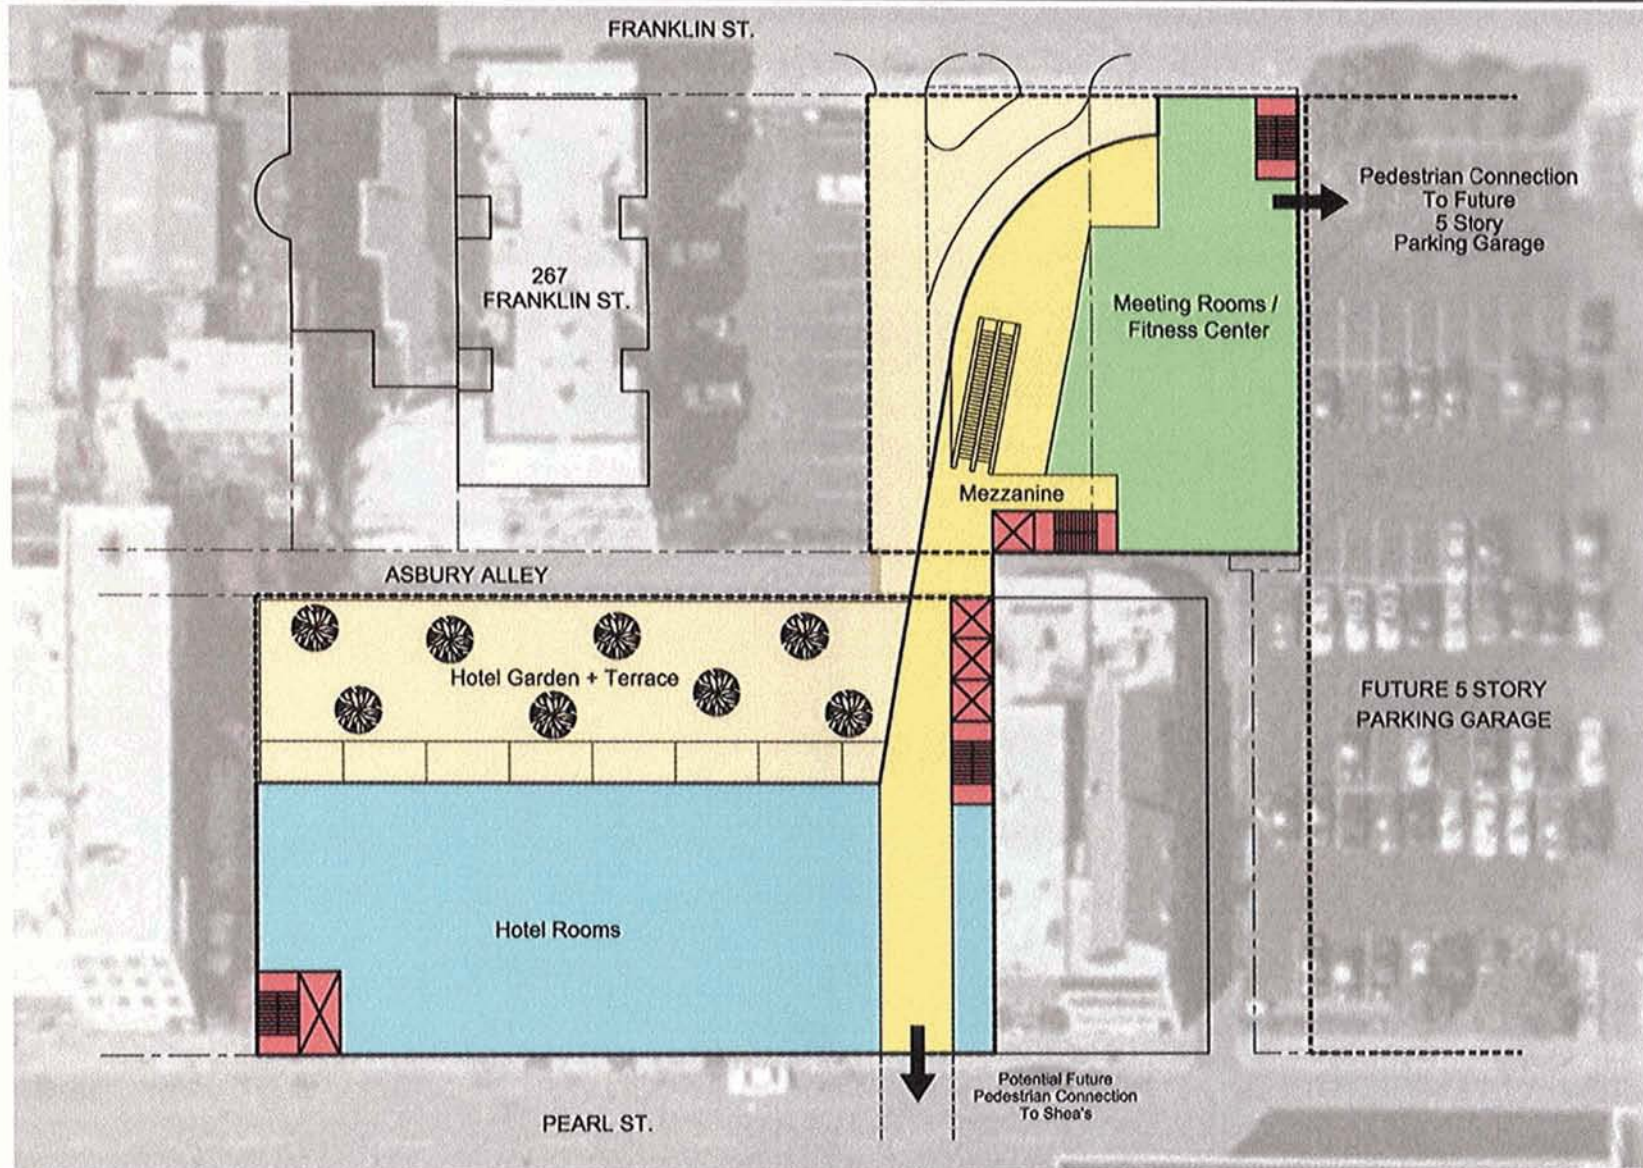 FRANKLIN ST.
Pedestrian Connection
To Future
5 Story
Parking Garage
267
FRANKLIN ST.
Meeting Rooms /
Fitness Center
Mezzanine
ASBURY ALLEY
Hotel Garden + Terrace
FUTURE 5 STORY
PARKING GARAGE
Hotel Rooms
Potential Future
Pedestrian Connection
To Shea's
PEARL ST.